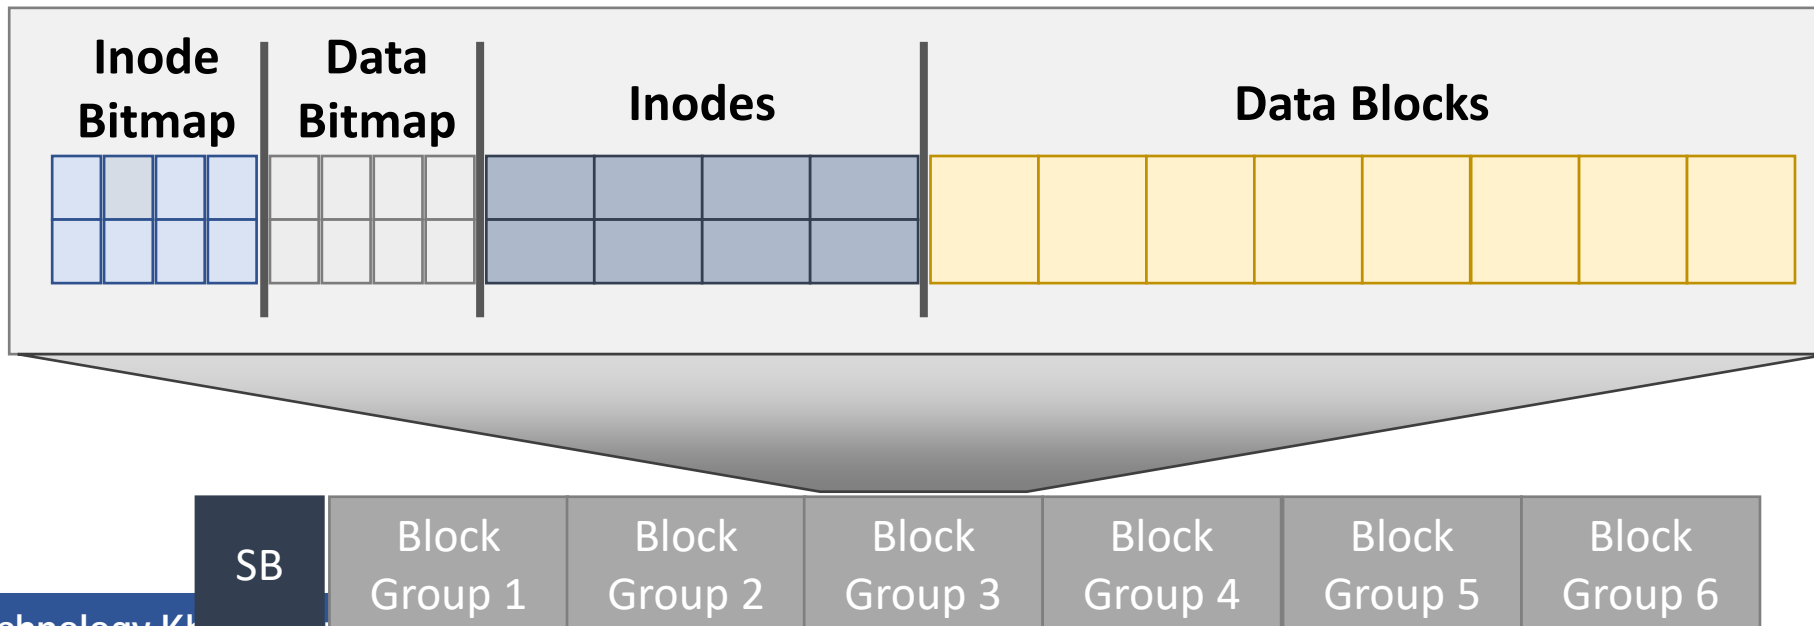 Inode
Bitmap
Data
Bitmap
Inodes
Data Blocks
SB
Block
Group 1
Block
Group 2
Block
Group 3
Block
Group 4
Block
Group 5
Block
Group 6